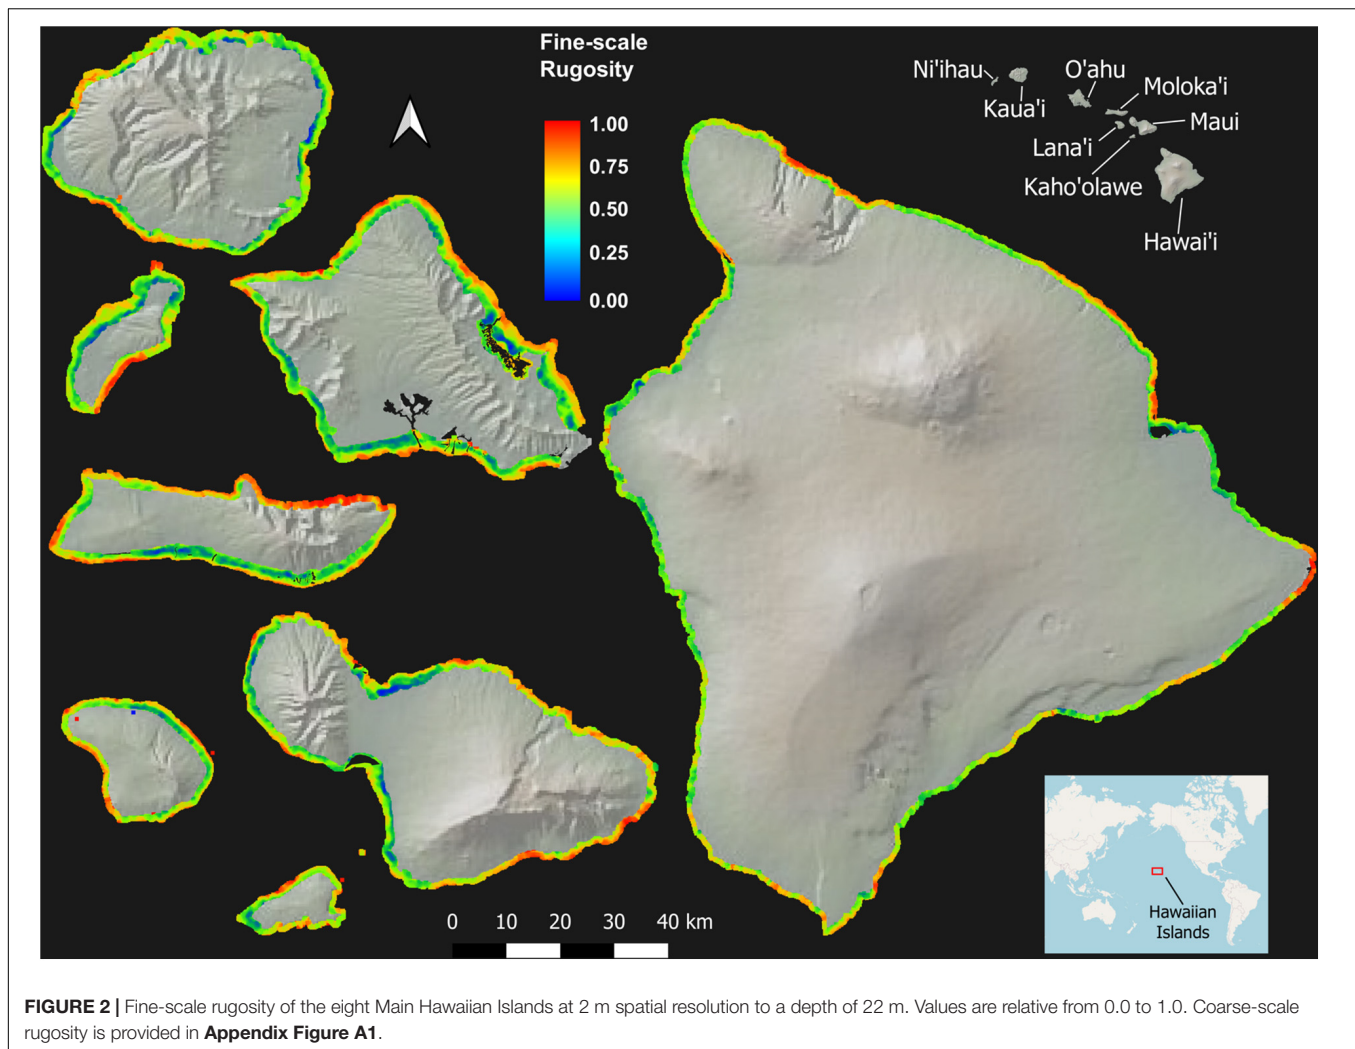 Fine-scale
Rugosity
1.00
0.75
0.50
0.25
0.00
Ni'ihau
Kaua'i
O'ahu
Moloka'i
Maui
Lana'i
Kaho'olawe
Hawai'i
0 10 20 30 40 km
Hawaiian
Islands
FIGURE 2 | Fine-scale rugosity of the eight Main Hawaiian Islands at 2 m spatial resolution to a depth of 22 m. Values are relative from 0.0 to 1.0. Coarse-scale
rugosity is provided in Appendix Figure A1.